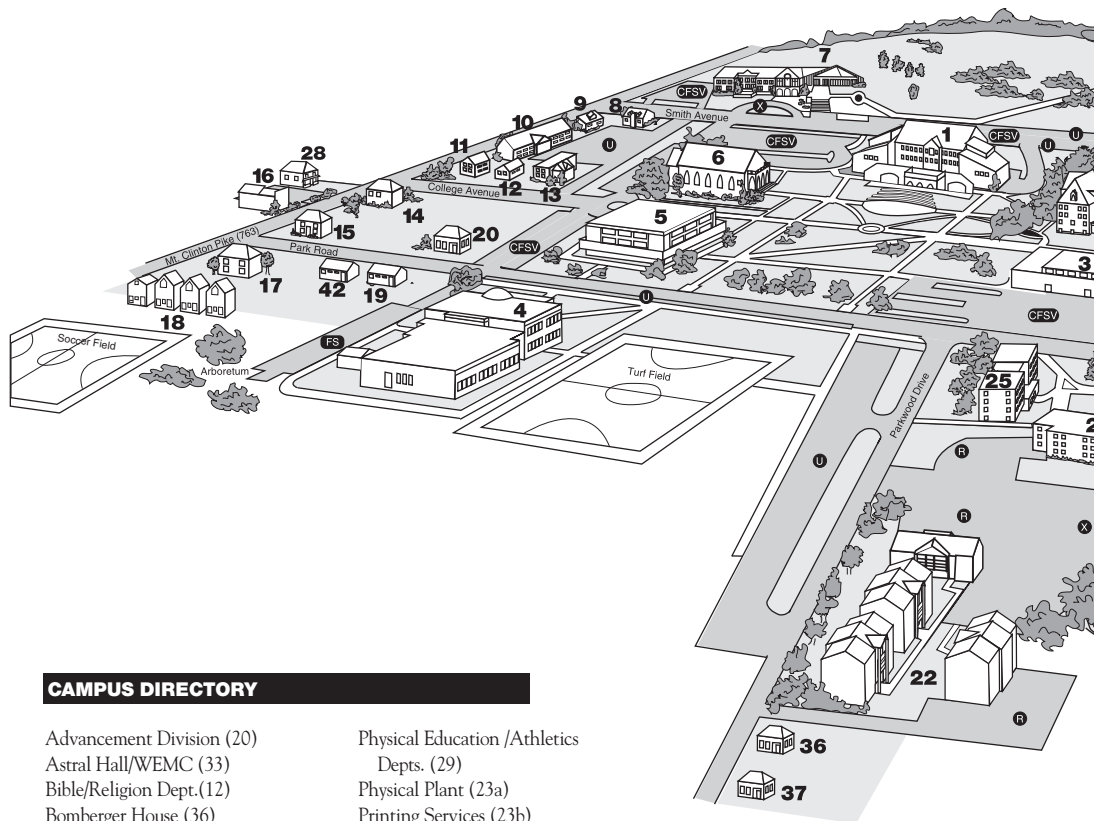 7
CFSV
X
Smith Avenue
9
8
10
U
CFSV
1
CFSV
U
U
11
6
28
12
13
16
College Avenue
14
5
15
20
Mt. Clinton Pike (763)
Park Road
CFSV
3
17
42
19
U
18
4
CFSV
FS
Soccer Field
Arboretum
Turf Field
25
Parkwood Drive
2
U
R
R
X
22
R
36
37
CAMPUS DIRECTORY
Advancement Division (20)
Astral Hall/WEMC (33)
Bible/Religion Dept.(12)
Bomberger House (36)
Physical Education /Athletics
Depts. (29)
Physical Plant (23a)
Printing Services (23b)